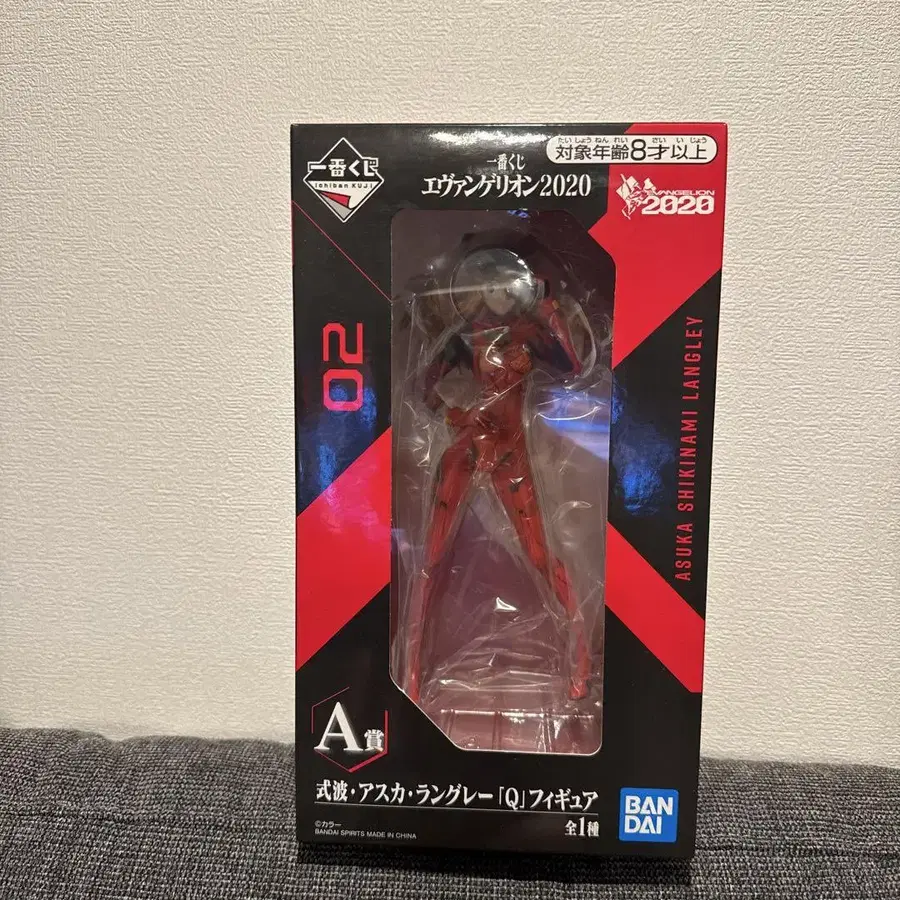 一番くじ
Ichiban KUJI
一番くじ
エヴァンゲリオン2020
たいしょうねんれい さいいじょう
対象年齢8才以上
EVANGELION
2020
02
ASUKA SHIKINAMI LANGLEY
A賞
式波・アスカ・ラングレー「Q」フィギュア
全1種
©カラー
BANDAI SPIRITS MADE IN CHINA
BAN
DAI